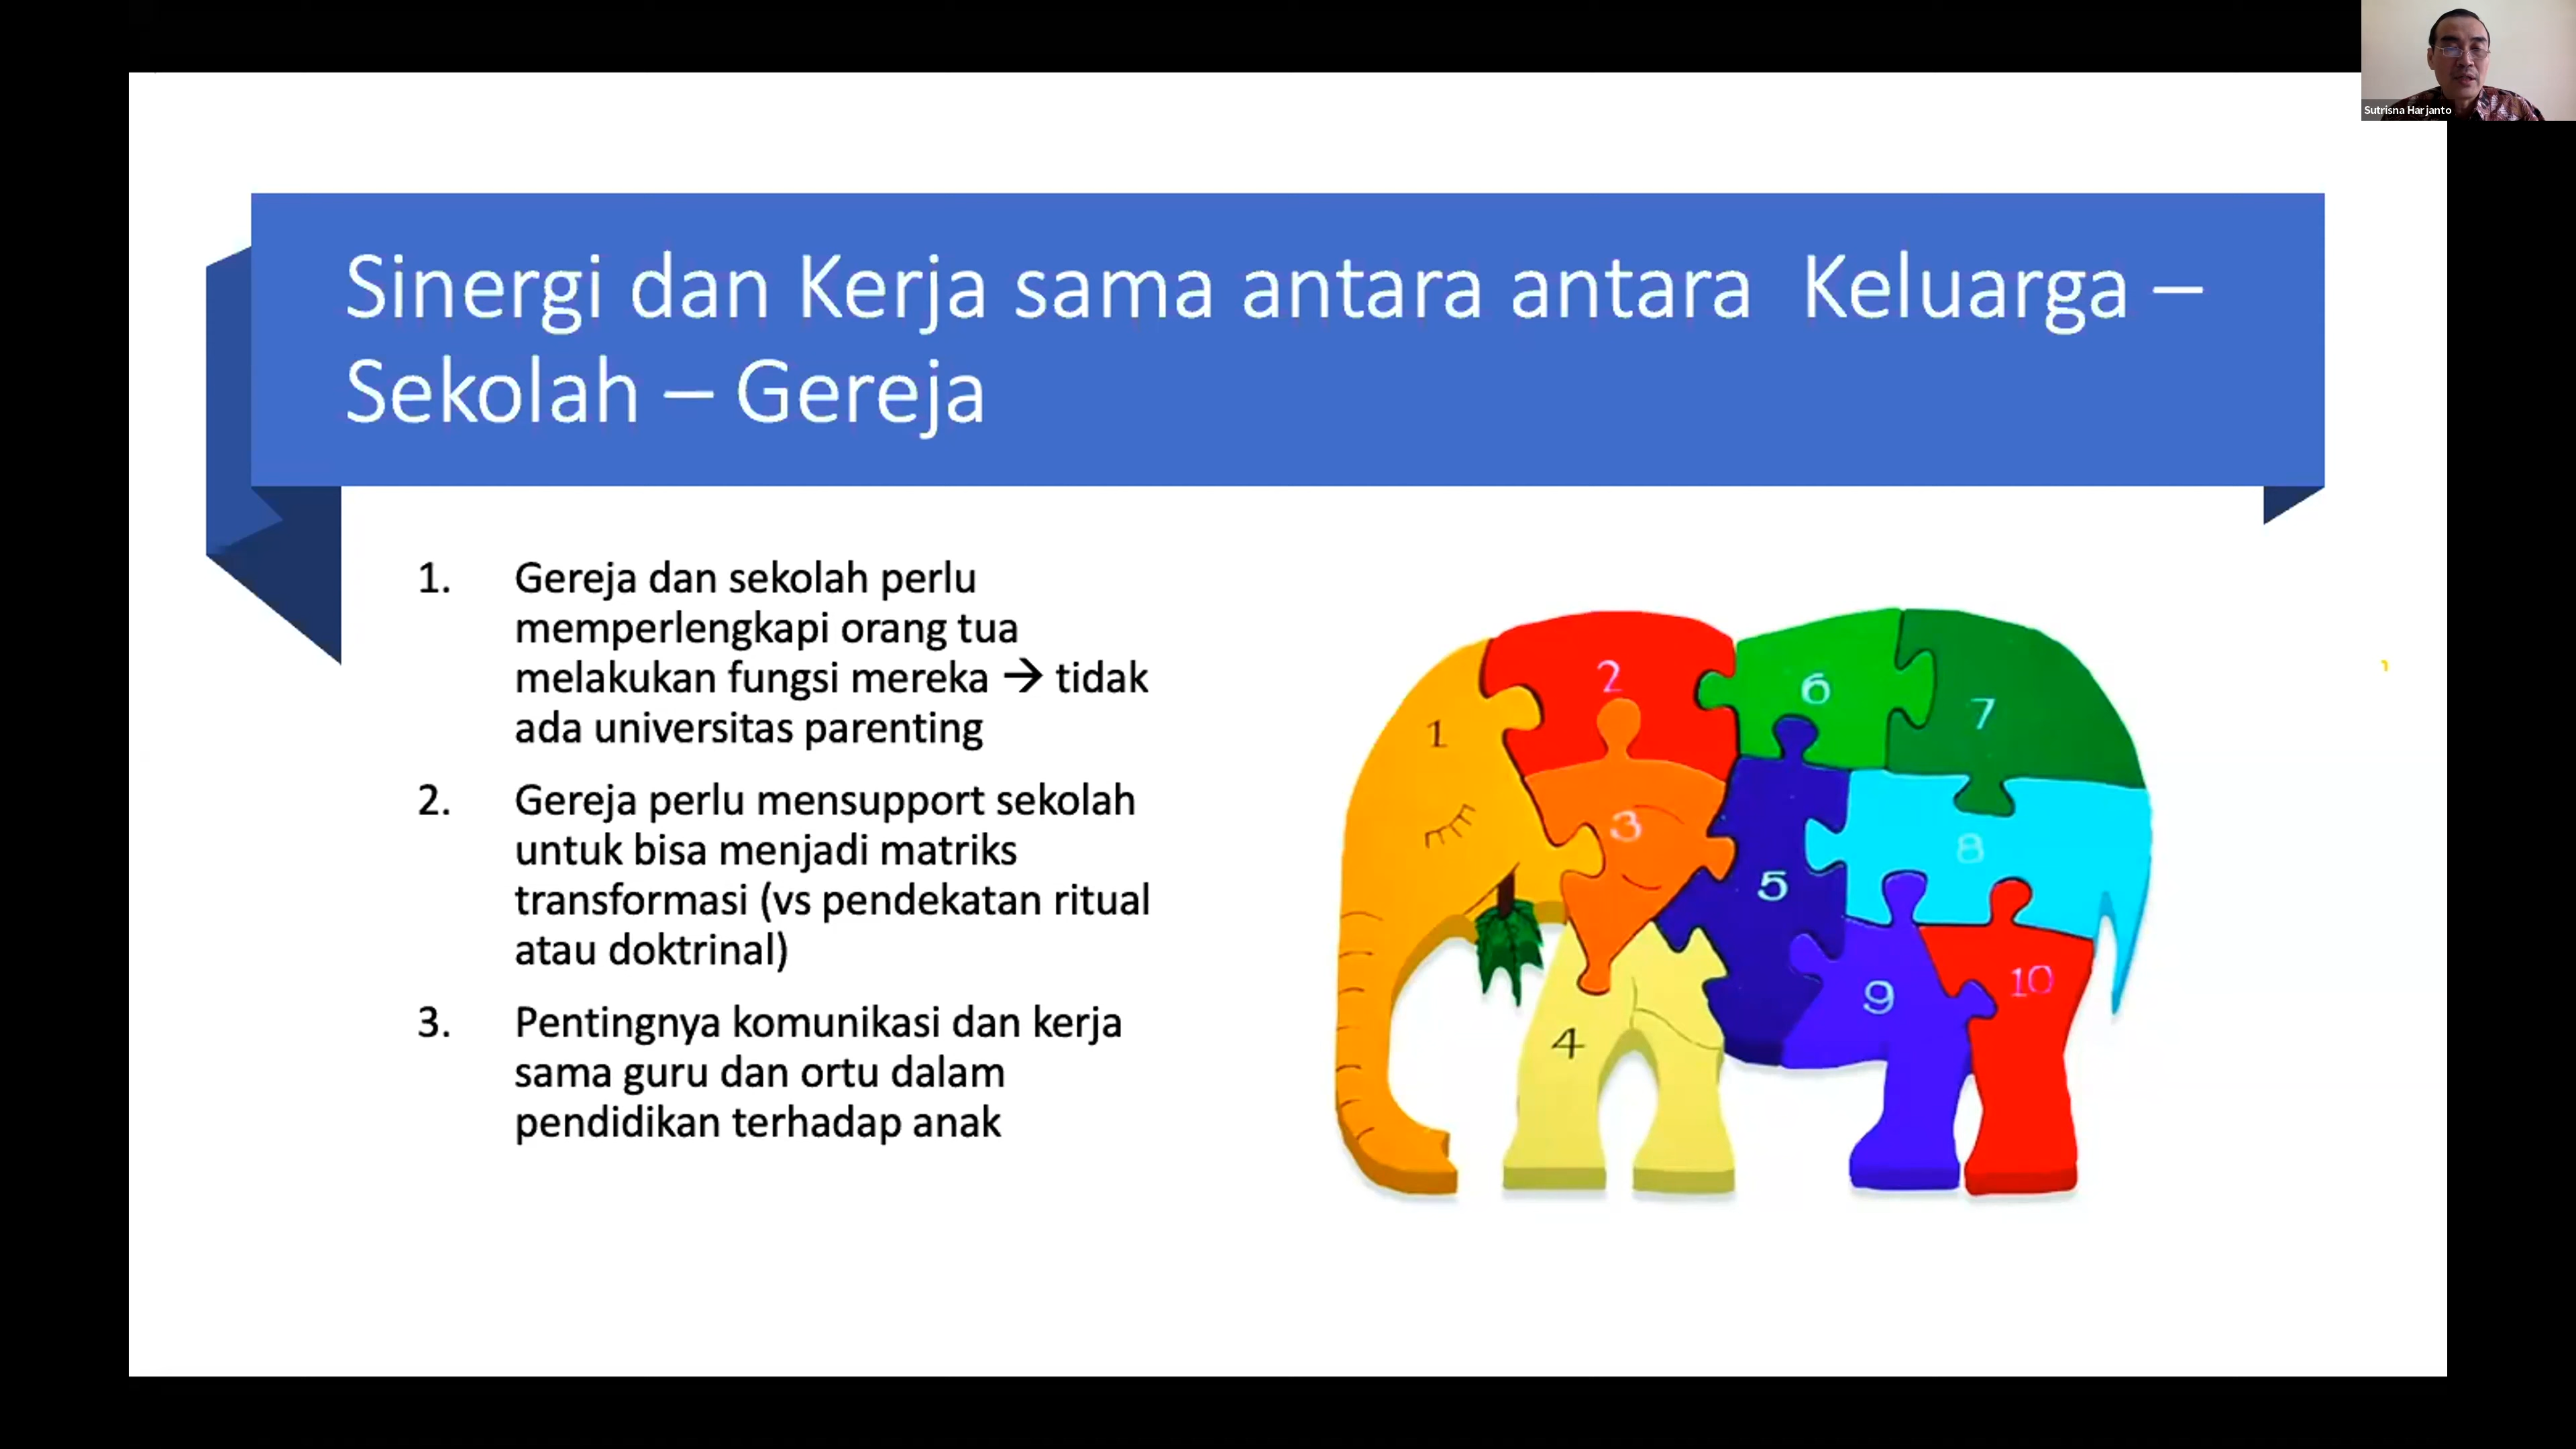 Sutrisna Harjanto
Sinergi dan Kerja sama antara antara Keluarga –
Sekolah – Gereja
1. Gereja dan sekolah perlu
memperlengkapi orang tua
melakukan fungsi mereka → tidak
ada universitas parenting
2. Gereja perlu mensupport sekolah
untuk bisa menjadi matriks
transformasi (vs pendekatan ritual
atau doktrinal)
3. Pentingnya komunikasi dan kerja
sama guru dan ortu dalam
pendidikan terhadap anak
1
2
3
4
5
6
7
8
9
10